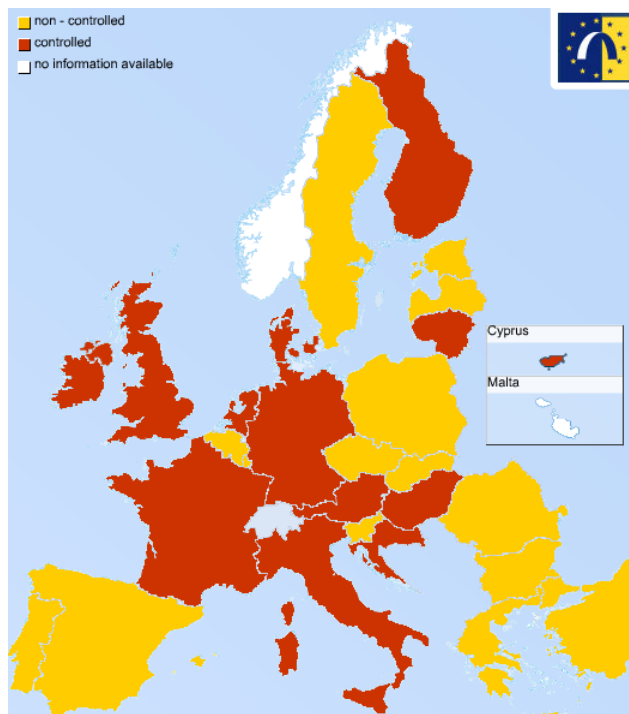 non - controlled
controlled
no information available
Cyprus
Malta